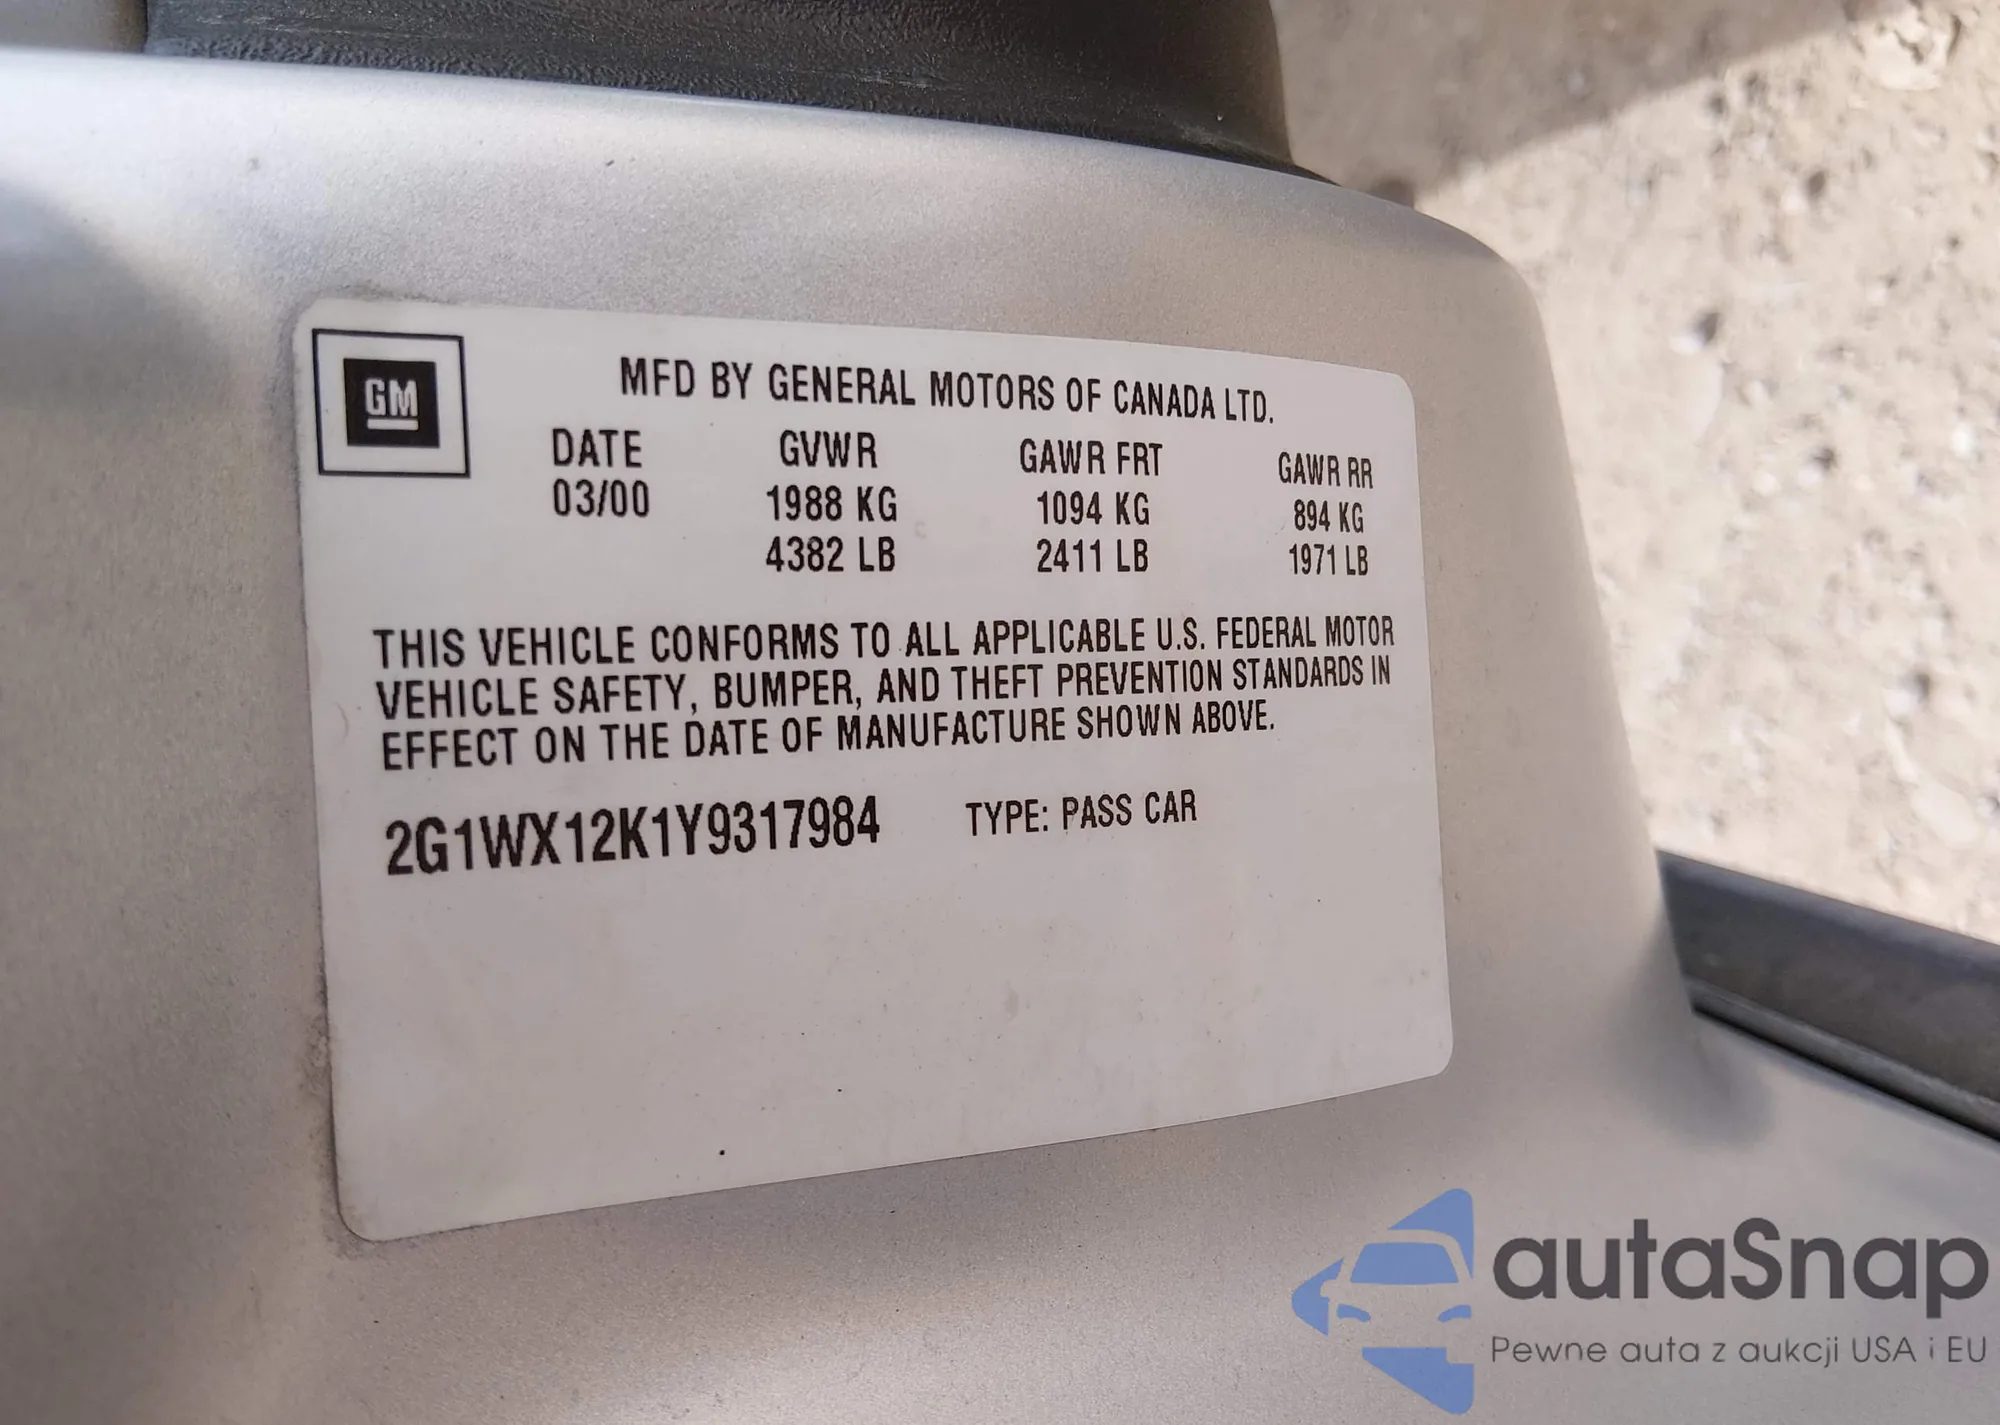 GM
MFD BY GENERAL MOTORS OF CANADA LTD.
DATE GVWR GAWR FRT GAWR RR
03/00 1988 KG 1094 KG 894 KG
4382 LB 2411 LB 1971 LB
THIS VEHICLE CONFORMS TO ALL APPLICABLE U.S. FEDERAL MOTOR
VEHICLE SAFETY, BUMPER, AND THEFT PREVENTION STANDARDS IN
EFFECT ON THE DATE OF MANUFACTURE SHOWN ABOVE.
2G1WX12K1Y9317984 TYPE: PASS CAR
autaSnap
Pewne auta z aukcji USA i EU